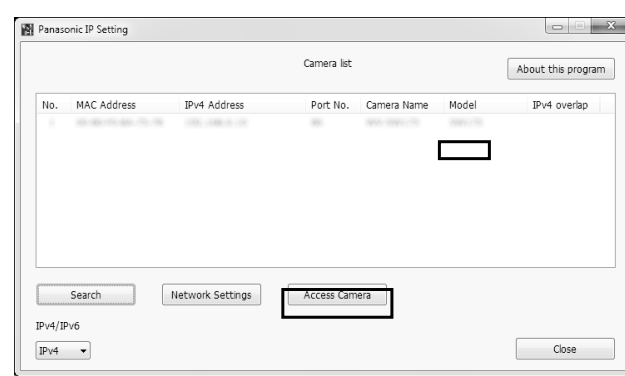 Panasonic IP Setting
Camera list
About this program
No. MAC Address IPv4 Address Port No. Camera Name Model IPv4 overlap
Search Network Settings Access Camera
IPv4/IPv6
IPv4
Close